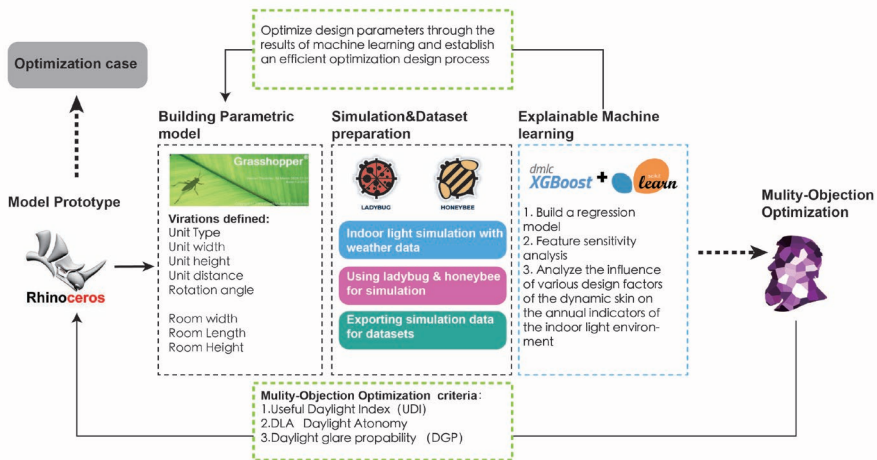 Optimize design parameters through the
results of machine learning and establish
an efficient optimization design process
Optimization case
Building Parametric
model
Simulation&Dataset
preparation
Explainable Machine
learning
Grasshopper
LADYBUG
HONEYBEE
dmlc
XGBoost
+
learn
Model Prototype
Rhinoceros
Virations defined:
Unit Type
Unit width
Unit height
Unit distance
Rotation angle
Room width
Room Length
Room Height
Indoor light simulation with
weather data
Using ladybug & honeybee
for simulation
Exporting simulation data
for datasets
1. Build a regression
model
2. Feature sensitivity
analysis
3. Analyze the influence
of various design factors
of the dynamic skin on
the annual indicators of
the indoor light environ-
ment
Mulity-Objection
Optimization
Mulity-Objection Optimization criteria:
1.Useful Daylight Index (UDI)
2.DLA Daylight Atonomy
3.Daylight glare propability (DGP)